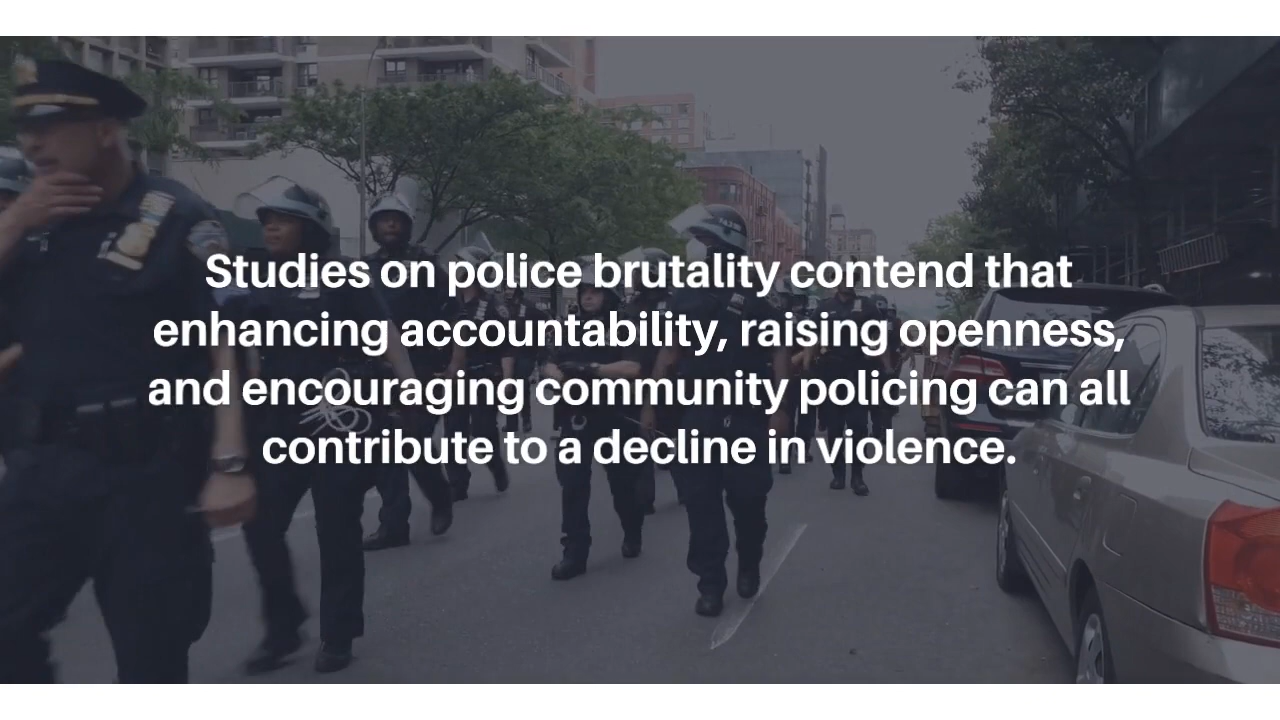 Studies on police brutality contend that
enhancing accountability, raising openness,
and encouraging community policing can all
contribute to a decline in violence.